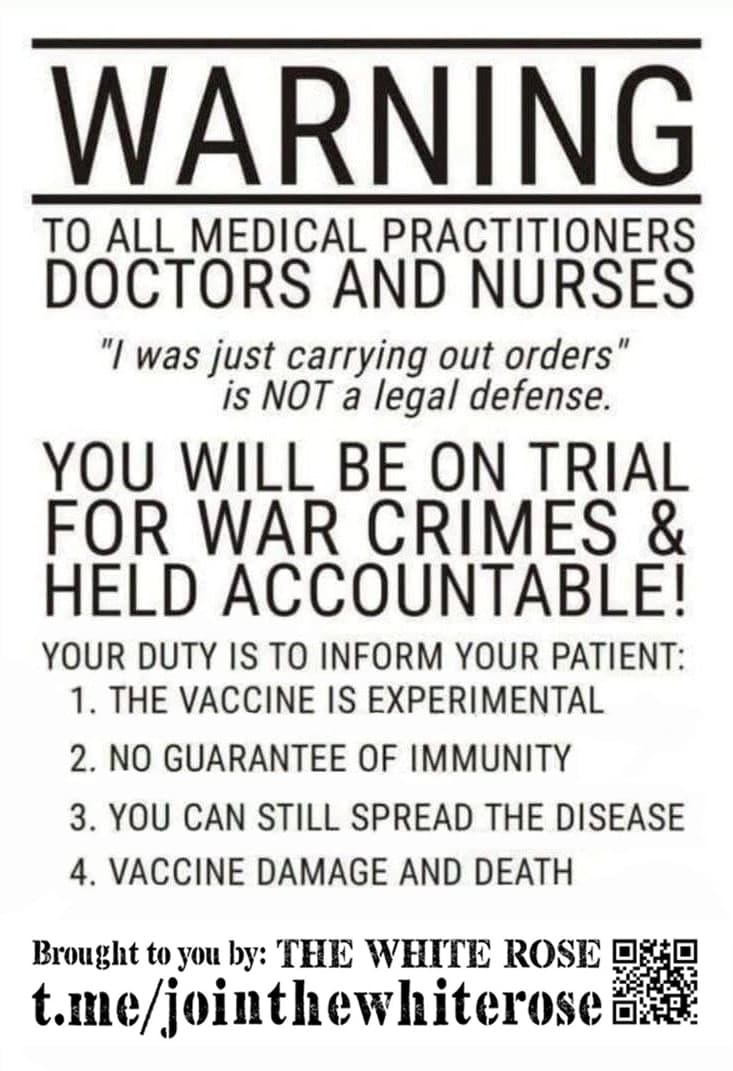 WARNING
TO ALL MEDICAL PRACTITIONERS
DOCTORS AND NURSES
"I was just carrying out orders"
is NOT a legal defense.
YOU WILL BE ON TRIAL
FOR WAR CRIMES &
HELD ACCOUNTABLE!
YOUR DUTY IS TO INFORM YOUR PATIENT:
1. THE VACCINE IS EXPERIMENTAL
2. NO GUARANTEE OF IMMUNITY
3. YOU CAN STILL SPREAD THE DISEASE
4. VACCINE DAMAGE AND DEATH
Brought to you by: THE WHITE ROSE
t.me/jointhewhiterose